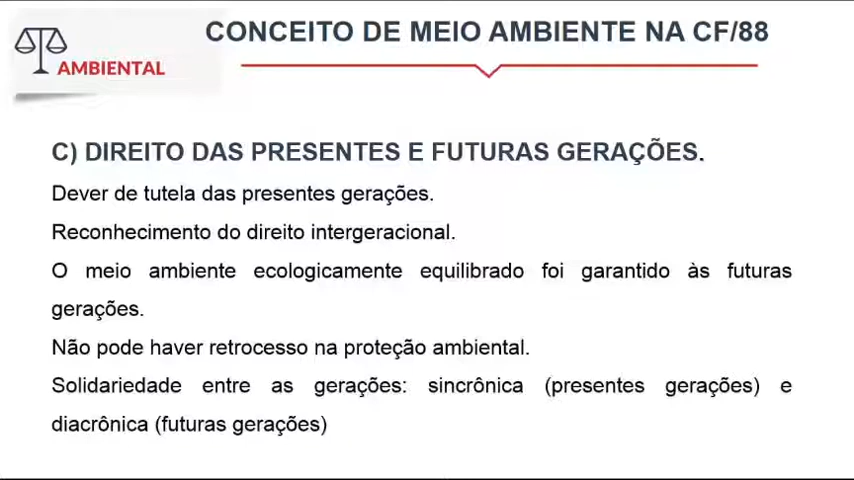 CONCEITO DE MEIO AMBIENTE NA CF/88
AMBIENTAL
C) DIREITO DAS PRESENTES E FUTURAS GERAÇÕES.
Dever de tutela das presentes gerações.
Reconhecimento do direito intergeracional.
O meio ambiente ecologicamente equilibrado foi garantido às futuras
gerações.
Não pode haver retrocesso na proteção ambiental.
Solidariedade entre as gerações: sincrônica (presentes gerações) e
diacrônica (futuras gerações)